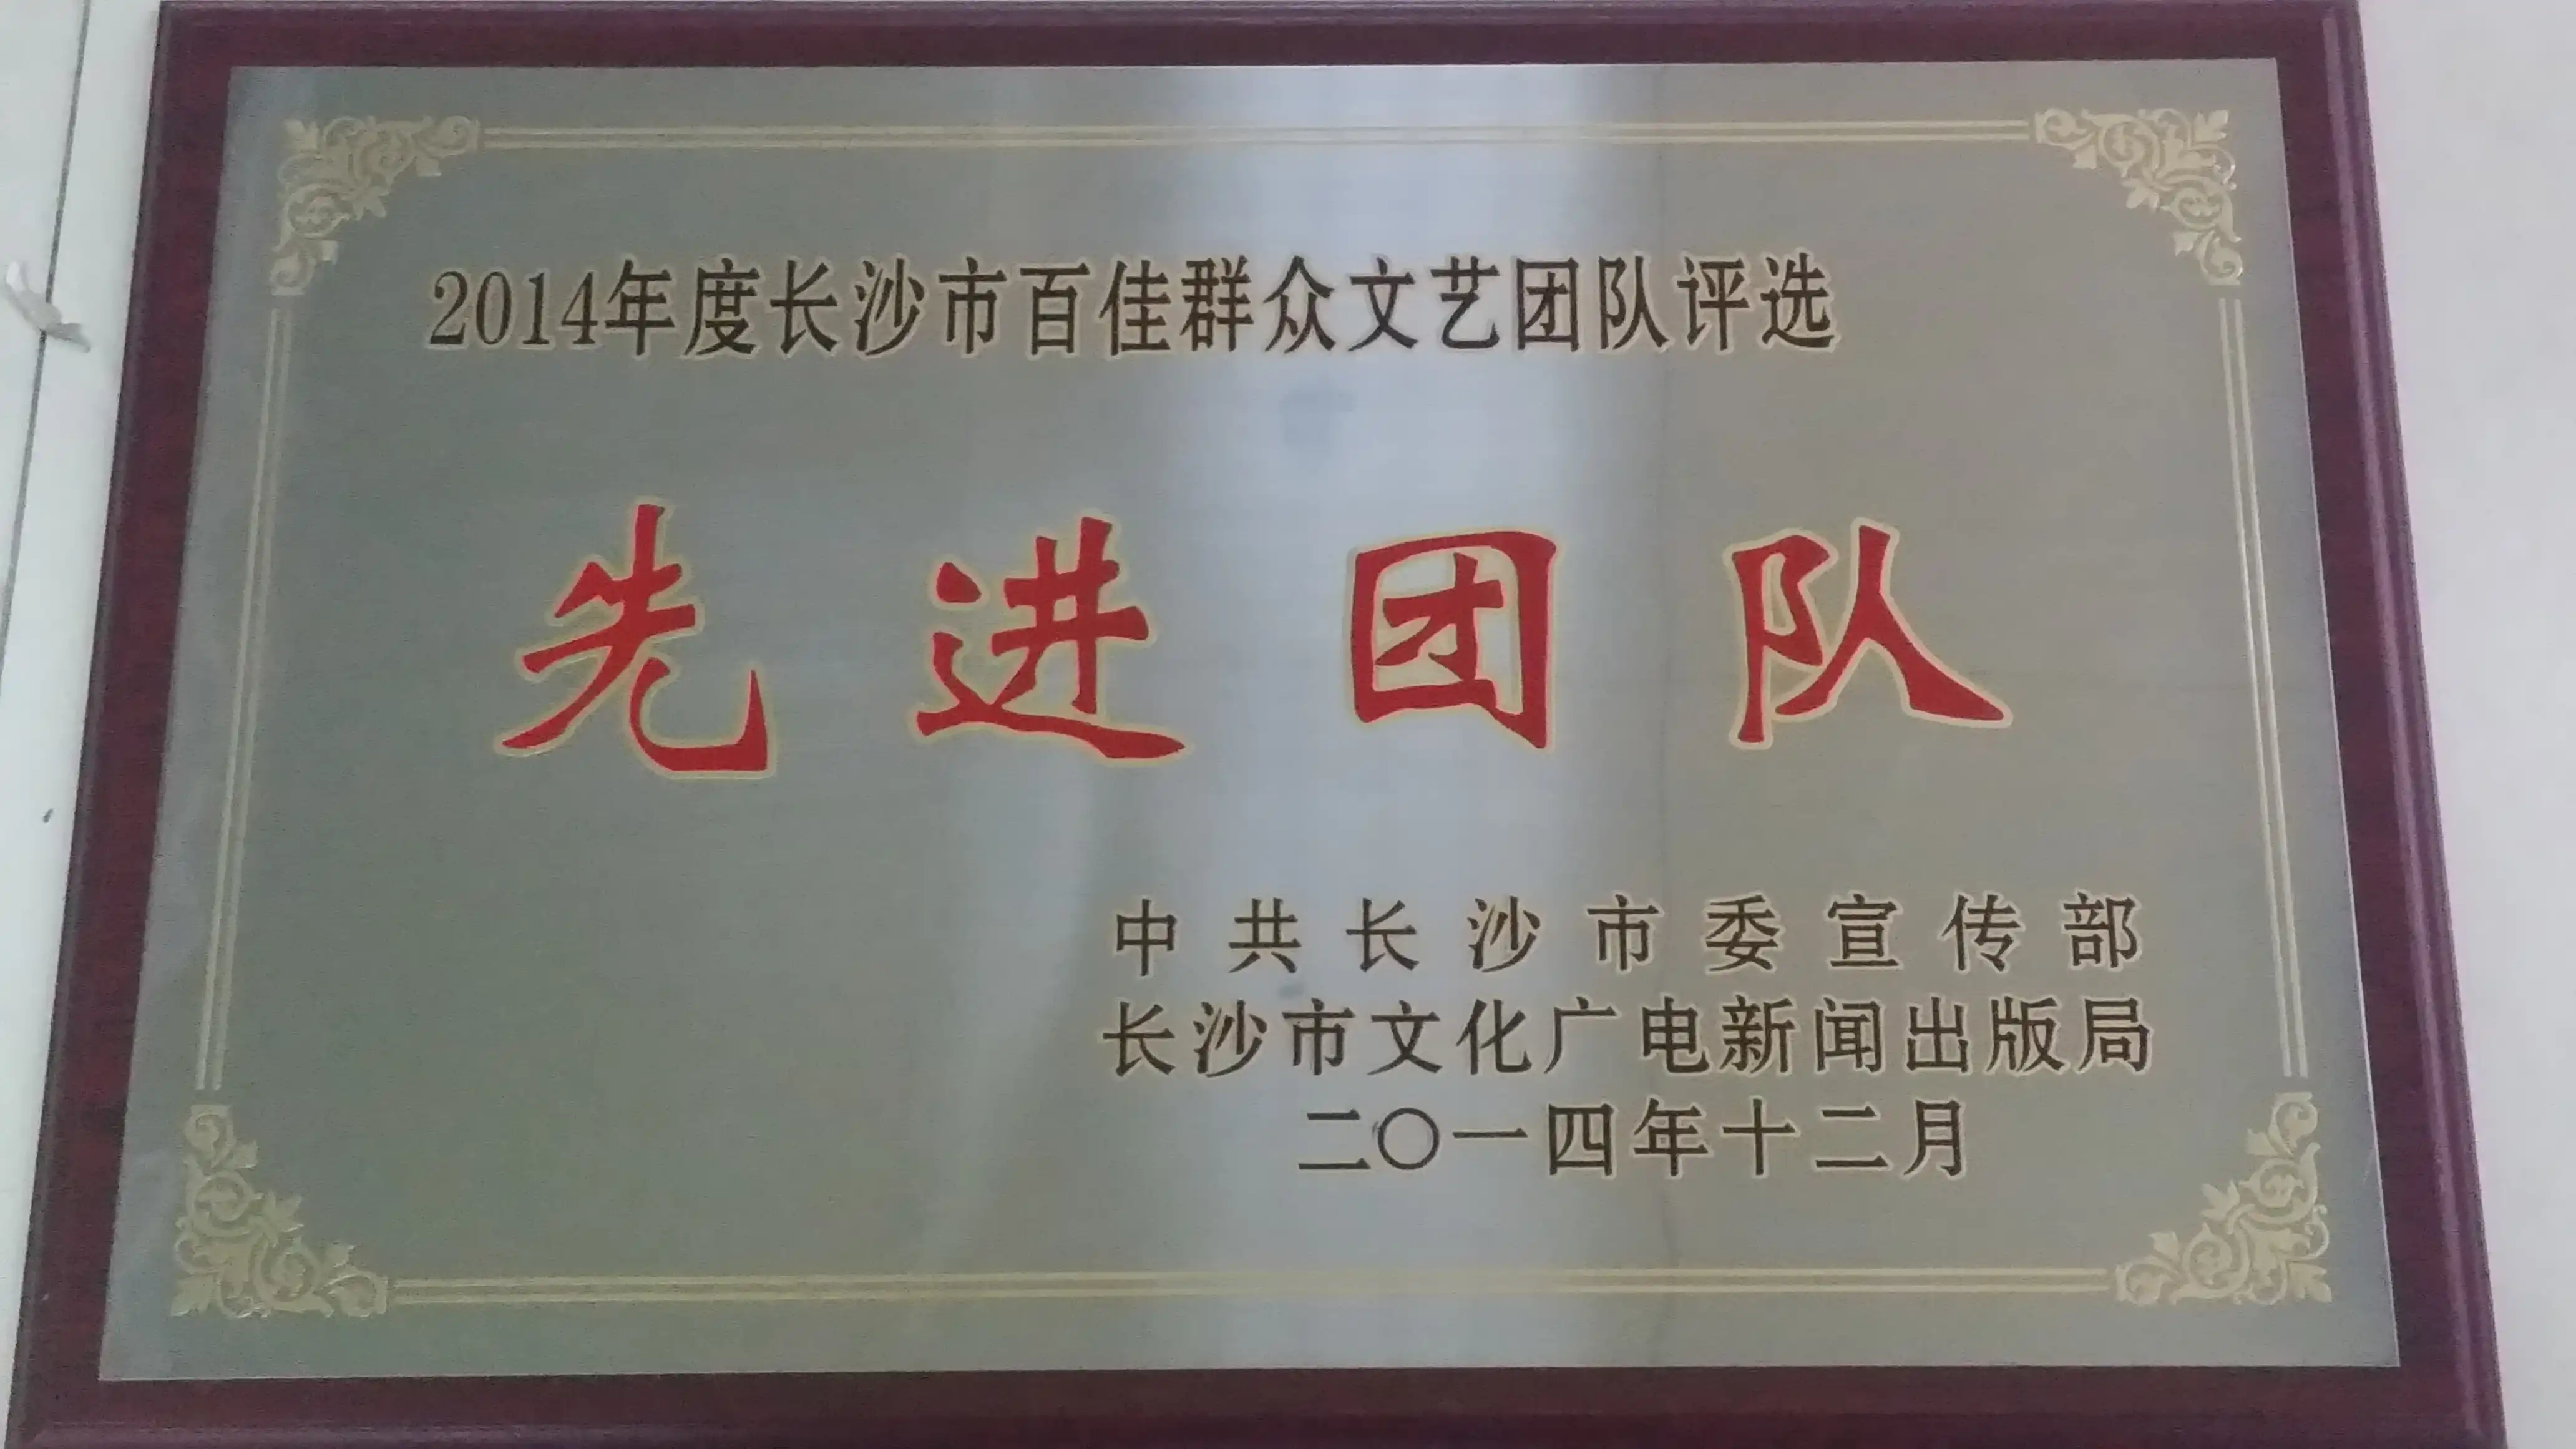 2014年度长沙市百佳群众文艺团队评选
先进团队
中共长沙市委宣传部
长沙市文化广电新闻出版局
二〇一四年十二月